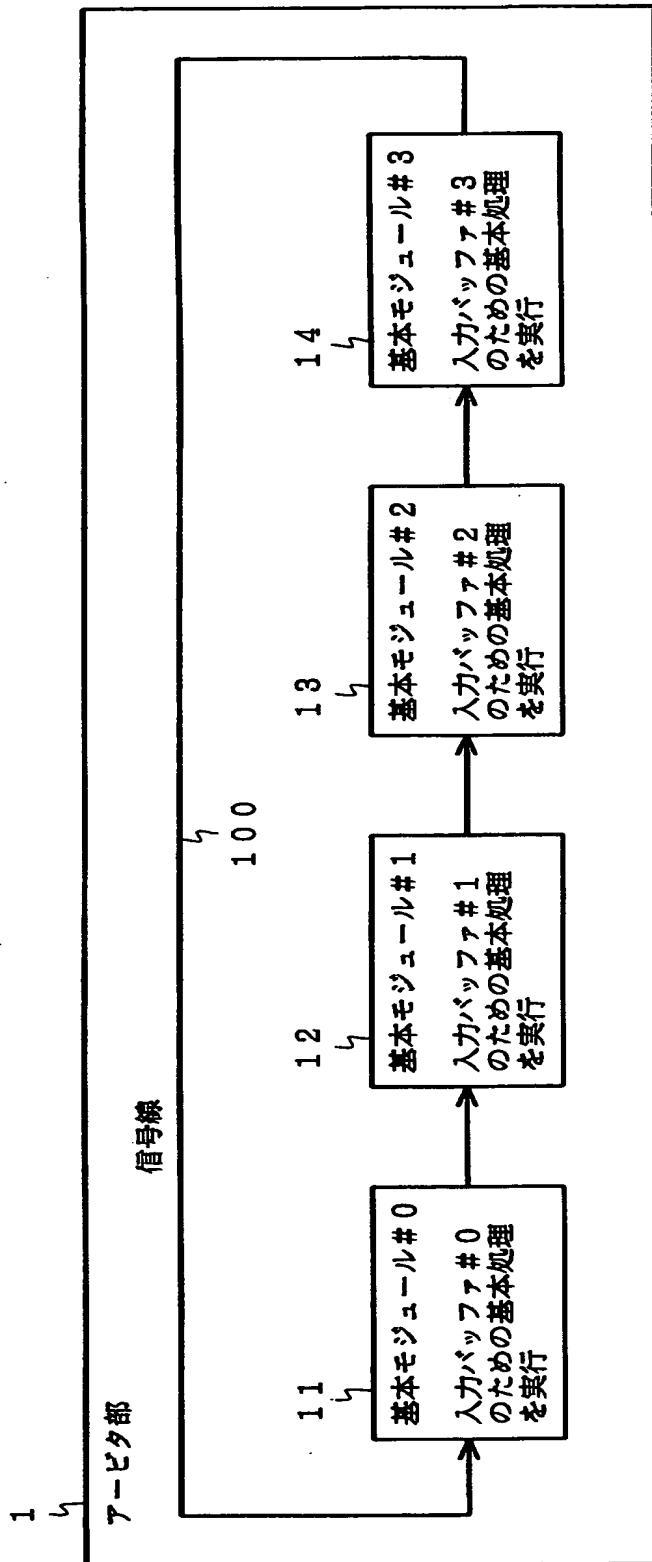 1
アービタ部
信号線
100
11
基本モジュール#0
入力バッファ#0
のための基本処理
を実行
12
基本モジュール#1
入力バッファ#1
のための基本処理
を実行
13
基本モジュール#2
入力バッファ#2
のための基本処理
を実行
14
基本モジュール#3
入力バッファ#3
のための基本処理
を実行